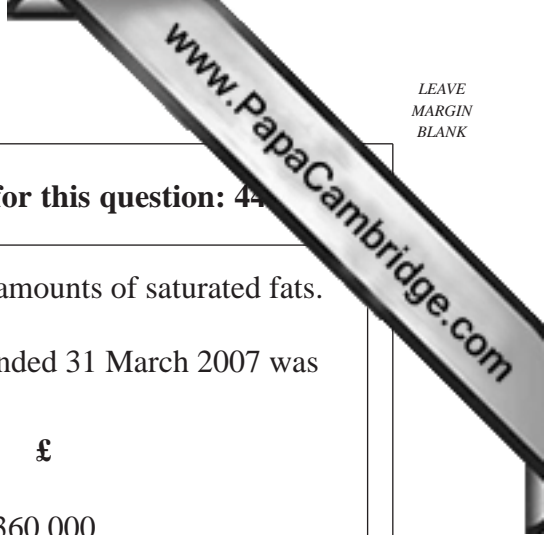 www.PapaCambridge.com
LEAVE
MARGIN
BLANK
for this question: 44
amounts of saturated fats.
ended 31 March 2007 was
£
360 000